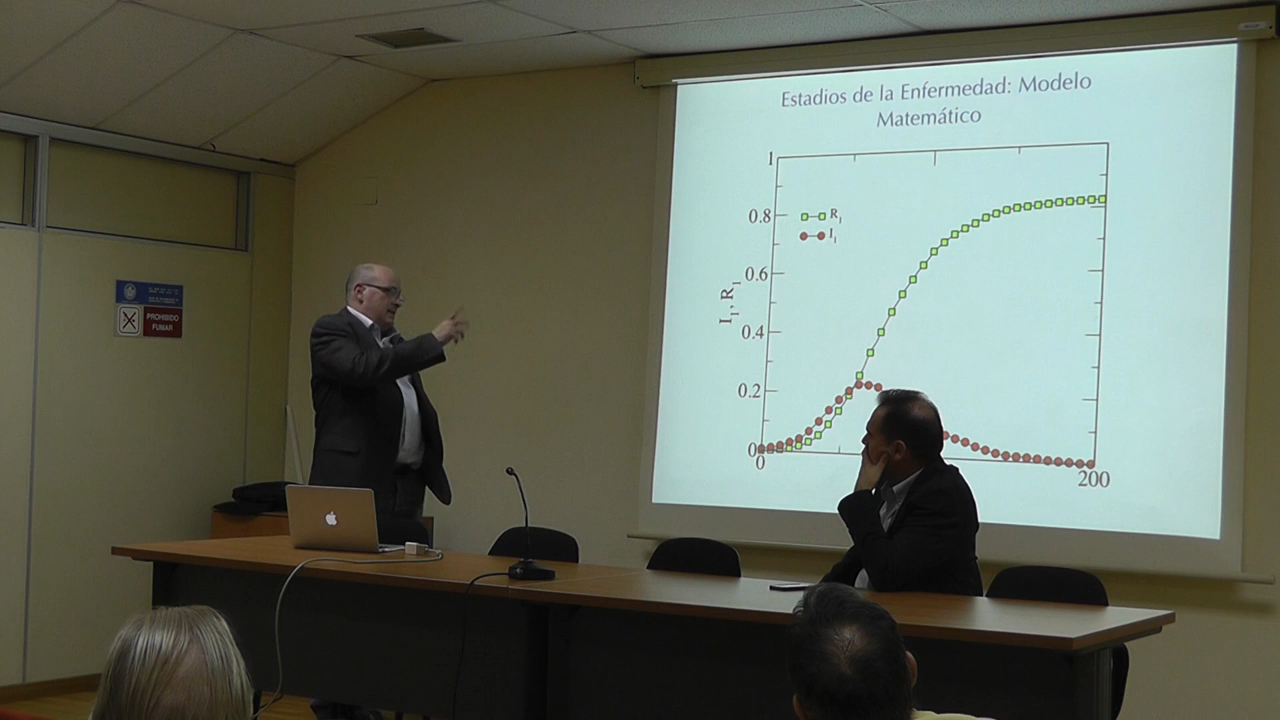 Estadios de la Enfermedad: Modelo
Matemático
1
0.8
0.6
0.4
0.2
0
0
200
I₁, R₁
R₁
I₁
PROHIBIDO
FUMAR